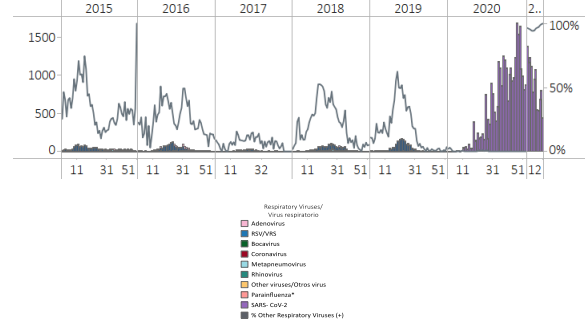 2015 2016 2017 2018 2019 2020 2..
1500 100%
1000
500 50%
0 0%
11 31 51 11 31 51 11 32 11 31 51 11 31 51 11 31 51 12
Respiratory Viruses/
Virus respiratorio
Adenovirus
RSV/VRS
Bocavirus
Coronavirus
Metapneumovirus
Rhinovirus
Other viruses/Otros virus
Parainfluenza*
SARS- CoV-2
% Other Respiratory Viruses (+)